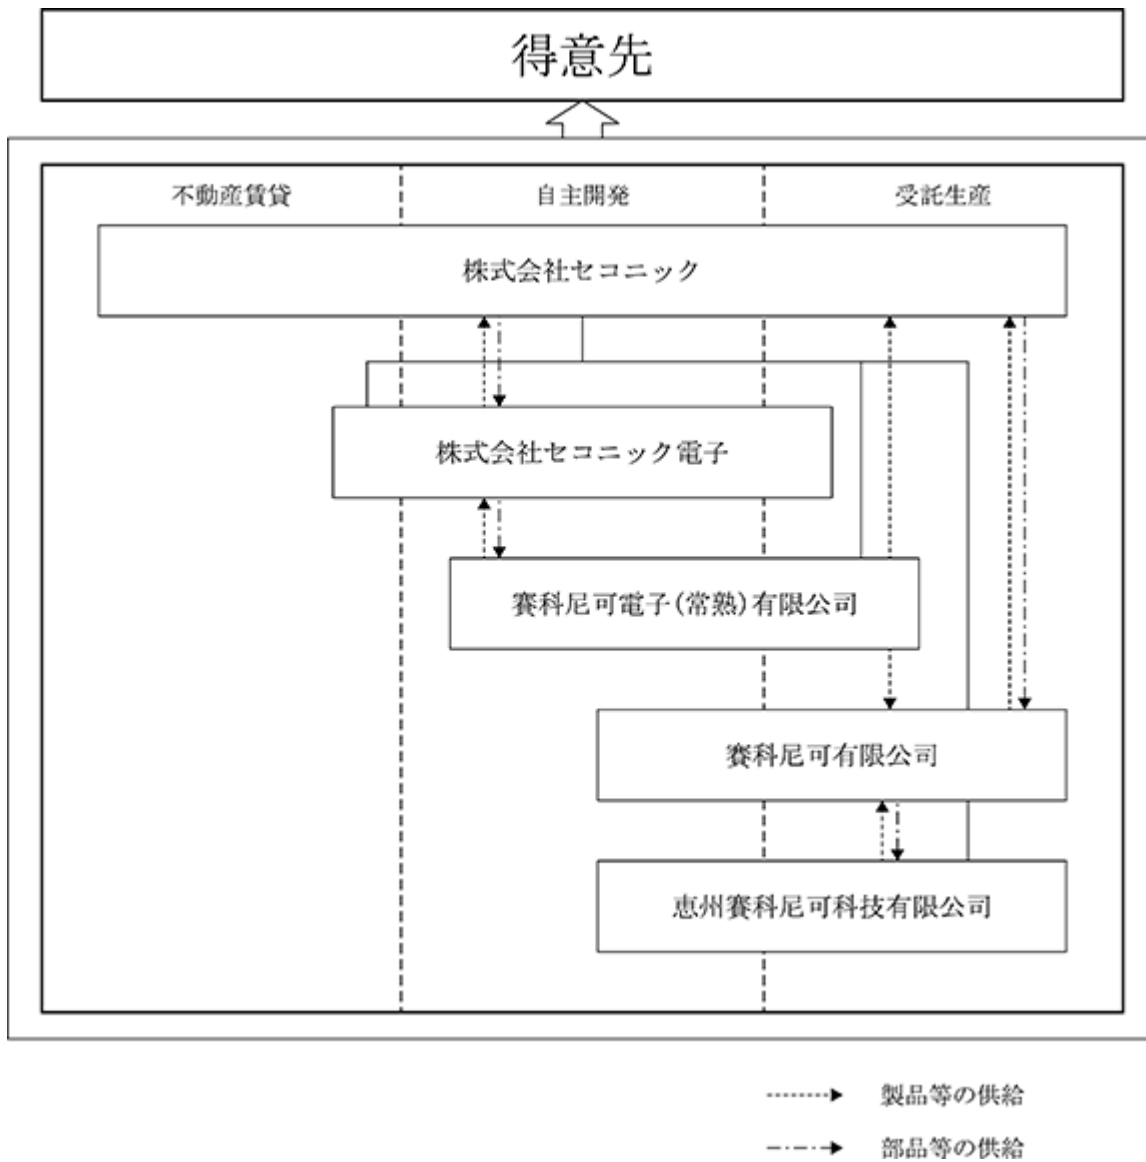 得意先
不動産賃貸
自主開発
受託生産
株式会社セコニック
株式会社セコニック電子
賽科尼可電子(常熟)有限公司
賽科尼可有限公司
恵州賽科尼可科技有限公司
製品等の供給
部品等の供給